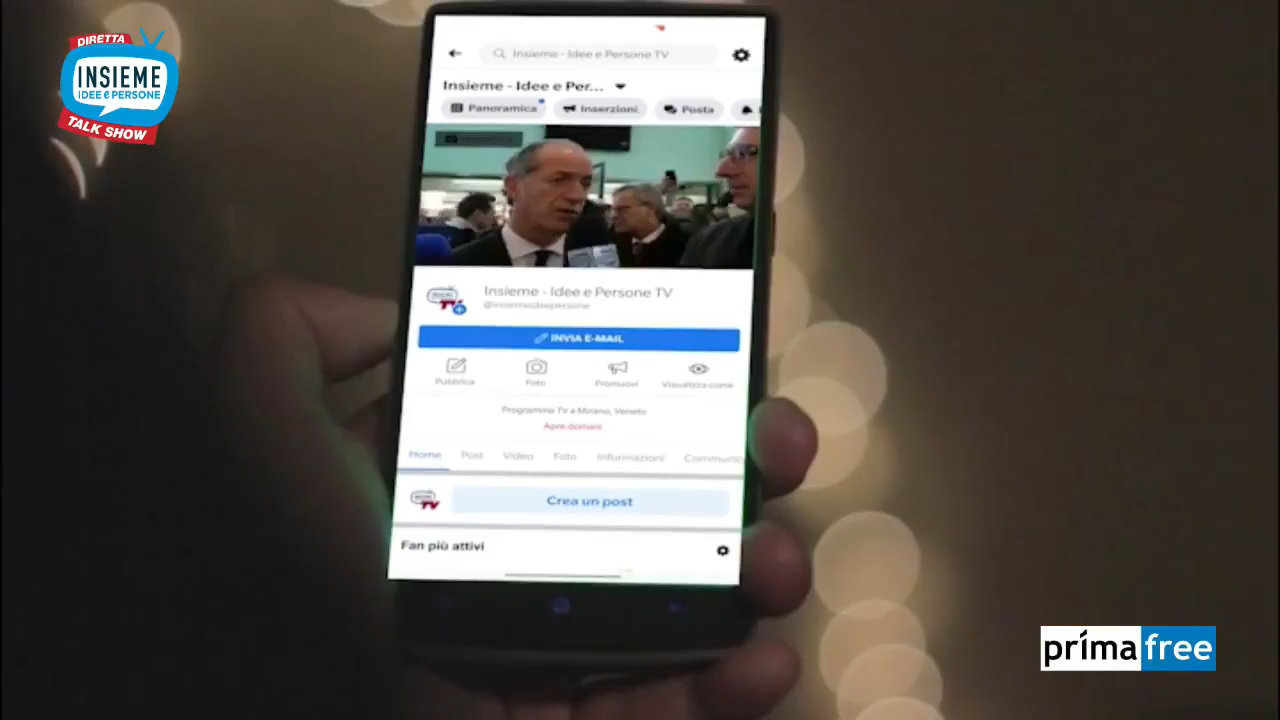 DIRETTA
INSIEME
IDEE e PERSONE
TALK SHOW
Insieme - Idee e Persone TV
Insieme - Idee e Per...
Panoramica
Inserzioni
Posta
Insieme - Idee e Persone TV
@insiemeideepersone
INVIA E-MAIL
Pubblica
Foto
Promuovi
Visualizza come
Programma TV a Mirano, Veneto
Apre domani
Home
Post
Video
Foto
Informazioni
TV
Crea un post
Fan più attivi
prima free